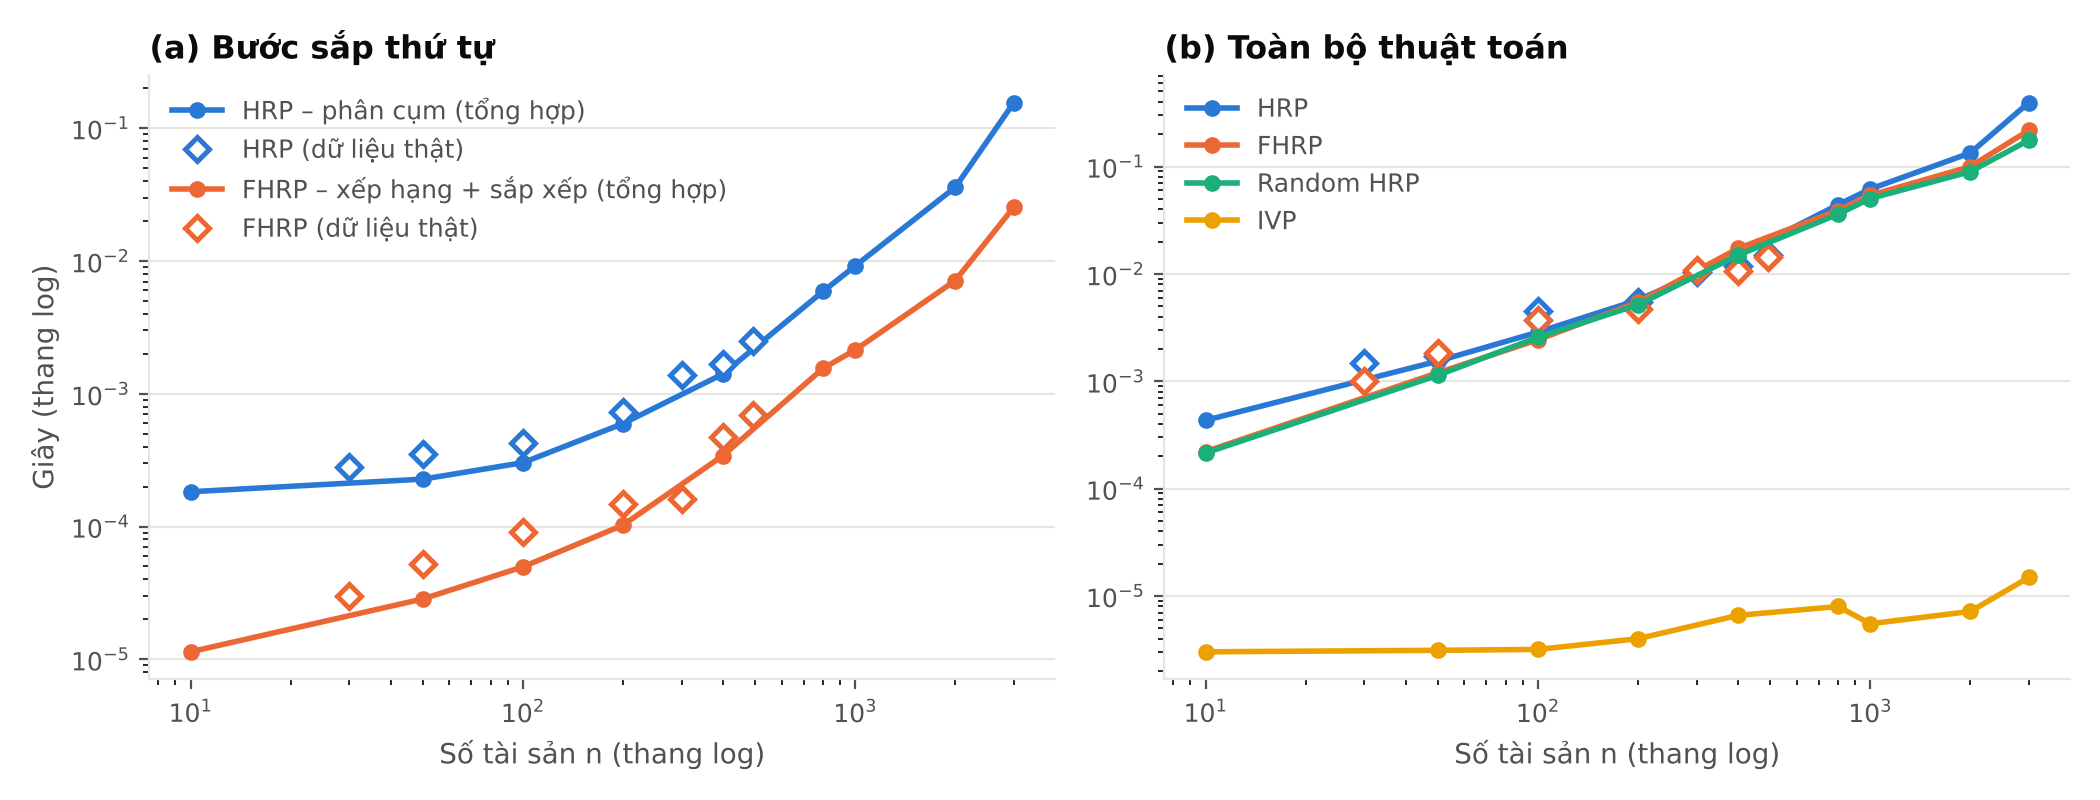 (a) Bước sắp thứ tự
HRP – phân cụm (tổng hợp)
HRP (dữ liệu thật)
FHRP – xếp hạng + sắp xếp (tổng hợp)
FHRP (dữ liệu thật)
Giây (thang log)
10⁻¹
10⁻²
10⁻³
10⁻⁴
10⁻⁵
10¹ 10² 10³
Số tài sản n (thang log)
(b) Toàn bộ thuật toán
HRP
FHRP
Random HRP
IVP
10⁻¹
10⁻²
10⁻³
10⁻⁴
10⁻⁵
10¹ 10² 10³
Số tài sản n (thang log)